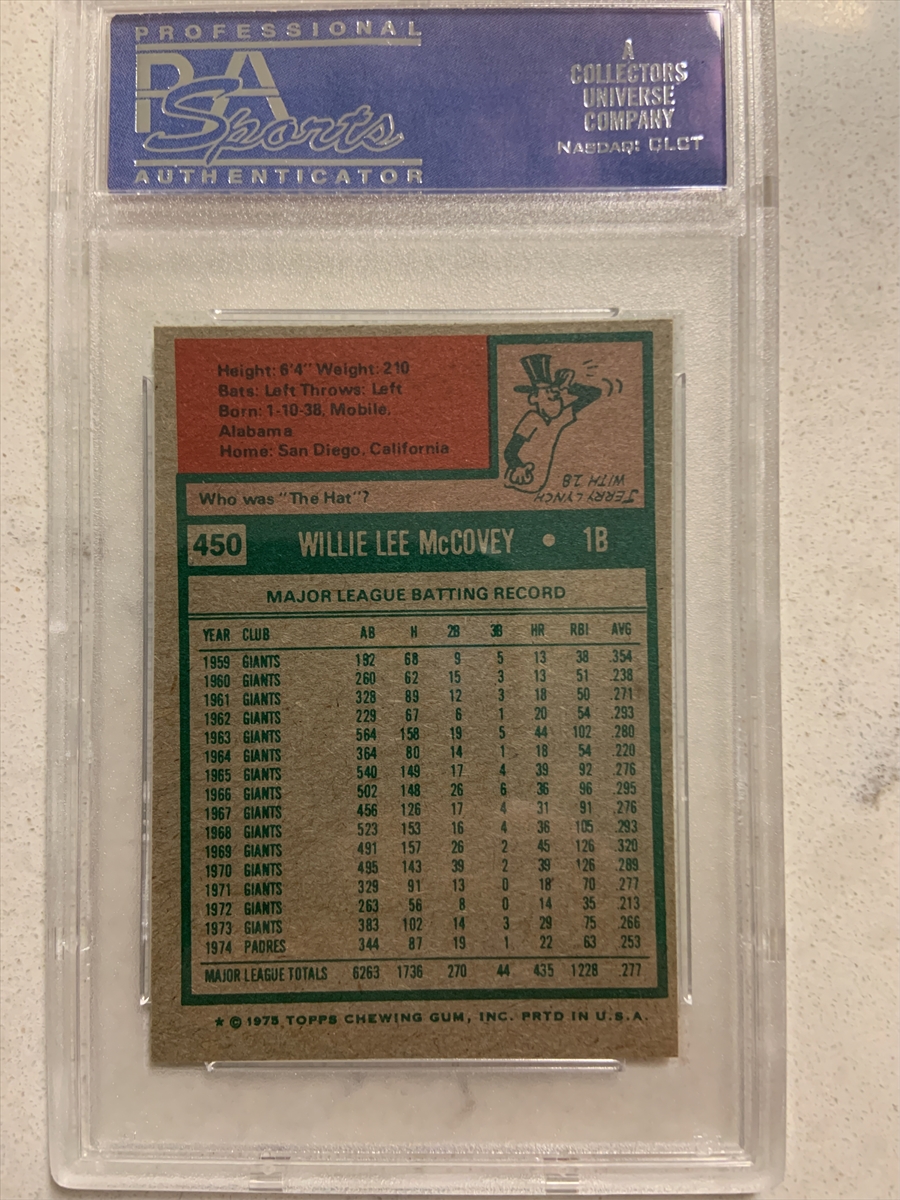 PROFESSIONAL
PSA
Sports
AUTHENTICATOR
A
COLLECTORS
UNIVERSE
COMPANY
NASDAQ: CLCT
Height: 6'4" Weight: 210
Bats: Left Throws: Left
Born: 1-10-38, Mobile,
Alabama
Home: San Diego, California
JERRY LYNCH
WITH 18
Who was "The Hat"?
450 WILLIE LEE McCOVEY • 1B
MAJOR LEAGUE BATTING RECORD
YEAR CLUB AB H 2B 3B HR RBI AVG
1959 GIANTS 192 68 9 5 13 38 .354
1960 GIANTS 260 62 15 3 13 51 .238
1961 GIANTS 328 89 12 3 18 50 .271
1962 GIANTS 229 67 6 1 20 54 .293
1963 GIANTS 564 158 19 5 44 102 .280
1964 GIANTS 364 80 14 1 18 54 .220
1965 GIANTS 540 149 17 4 39 92 .276
1966 GIANTS 502 148 26 6 36 96 .295
1967 GIANTS 456 126 17 4 31 91 .276
1968 GIANTS 523 153 16 4 36 105 .293
1969 GIANTS 491 157 26 2 45 126 .320
1970 GIANTS 495 143 39 2 39 126 .289
1971 GIANTS 329 91 13 0 18 70 .277
1972 GIANTS 263 56 8 0 14 35 .213
1973 GIANTS 383 102 14 3 29 75 .266
1974 PADRES 344 87 19 1 22 63 .253
MAJOR LEAGUE TOTALS 6263 1736 270 44 435 1228 .277
★ © 1975 TOPPS CHEWING GUM, INC. PRTD IN U.S.A.